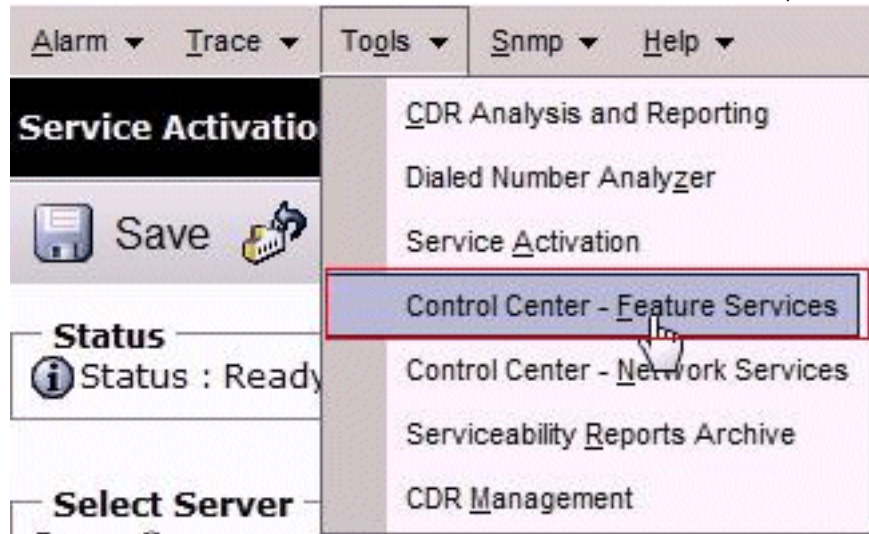 Alarm Trace Tools Snmp Help
Service Activatio
Save
Status
Status : Ready
Select Server
CDR Analysis and Reporting
Dialed Number Analyzer
Service Activation
Control Center - Feature Services
Control Center - Network Services
Serviceability Reports Archive
CDR Management